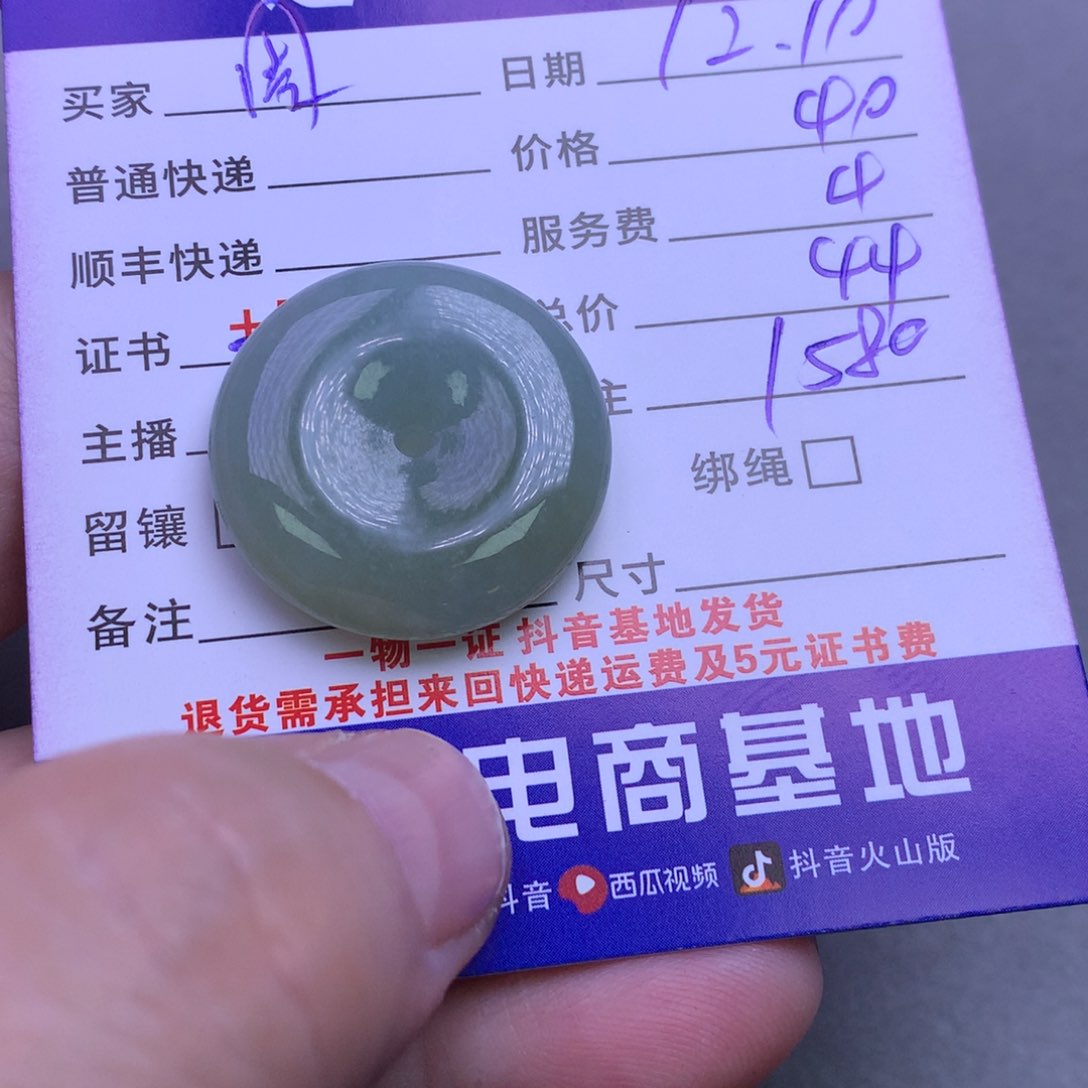 买家 周 日期 12.10
普通快递 价格 40
顺丰快递 服务费 4
证书 总价 44
主播 主 1580
留镶 绑绳
备注 尺寸
一物一证 抖音基地发货
退货需承担来回快递运费及5元证书费
电商基地
抖音 西瓜视频 抖音火山版